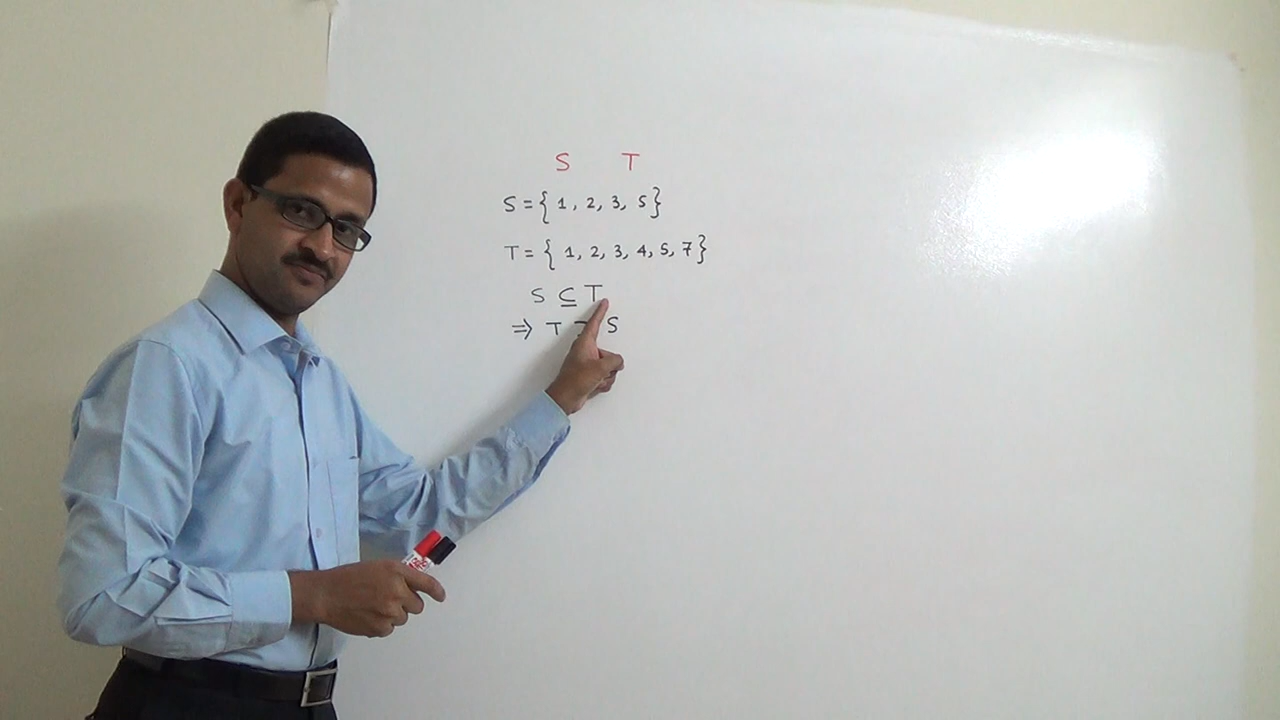 S T
S = { 1, 2, 3, 5}
T = { 1, 2, 3, 4, 5, 7 }
S ⊆ T
⇒ T S